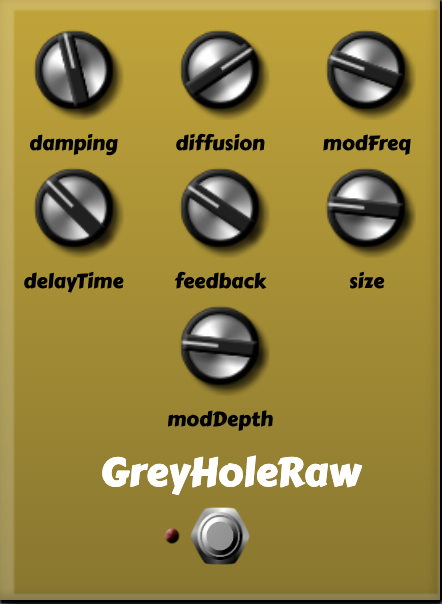 damping diffusion modFreq
delayTime feedback size
modDepth
GreyHoleRaw